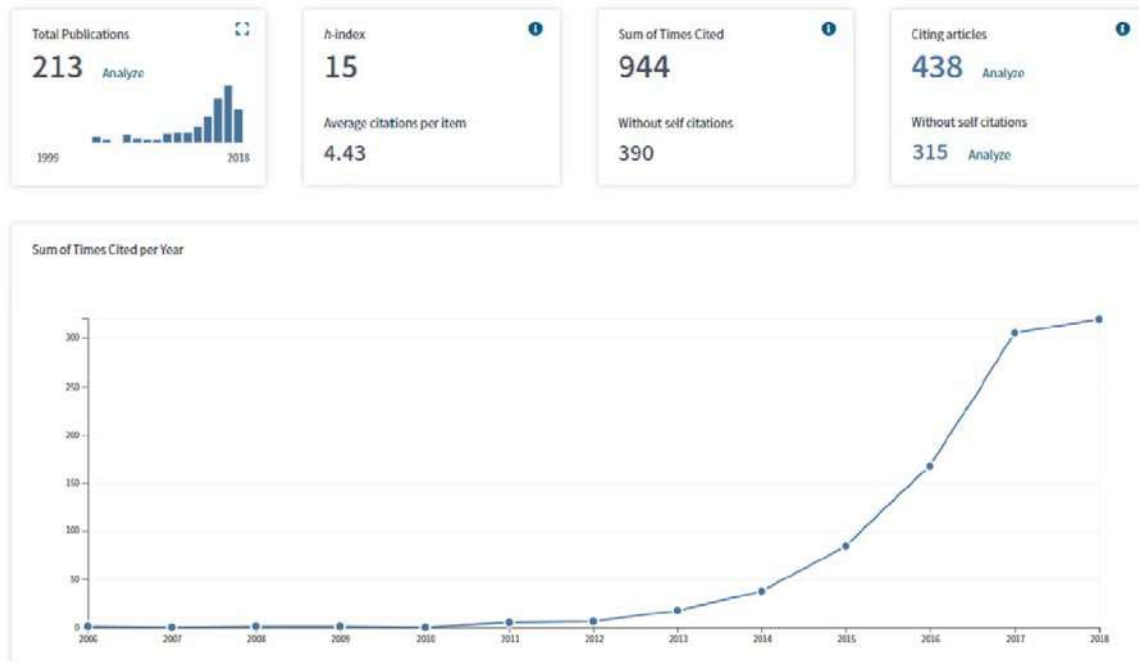 Total Publications
213 Analyze
1999 2018
h-index
15
Average citations per item
4.43
Sum of Times Cited
944
Without self citations
390
Citing articles
438 Analyze
Without self citations
315 Analyze
Sum of Times Cited per Year
300
250
200
150
100
50
0
2006 2007 2008 2009 2010 2011 2012 2013 2014 2015 2016 2017 2018